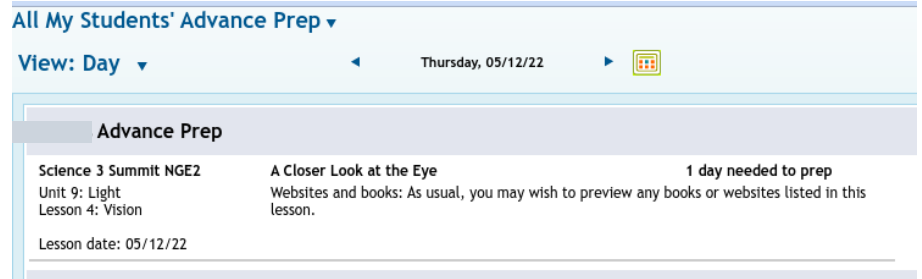 All My Students' Advance Prep
View: Day
Thursday, 05/12/22
Advance Prep
Science 3 Summit NGE2
A Closer Look at the Eye
1 day needed to prep
Unit 9: Light
Websites and books: As usual, you may wish to preview any books or websites listed in this
Lesson 4: Vision
lesson.
Lesson date: 05/12/22